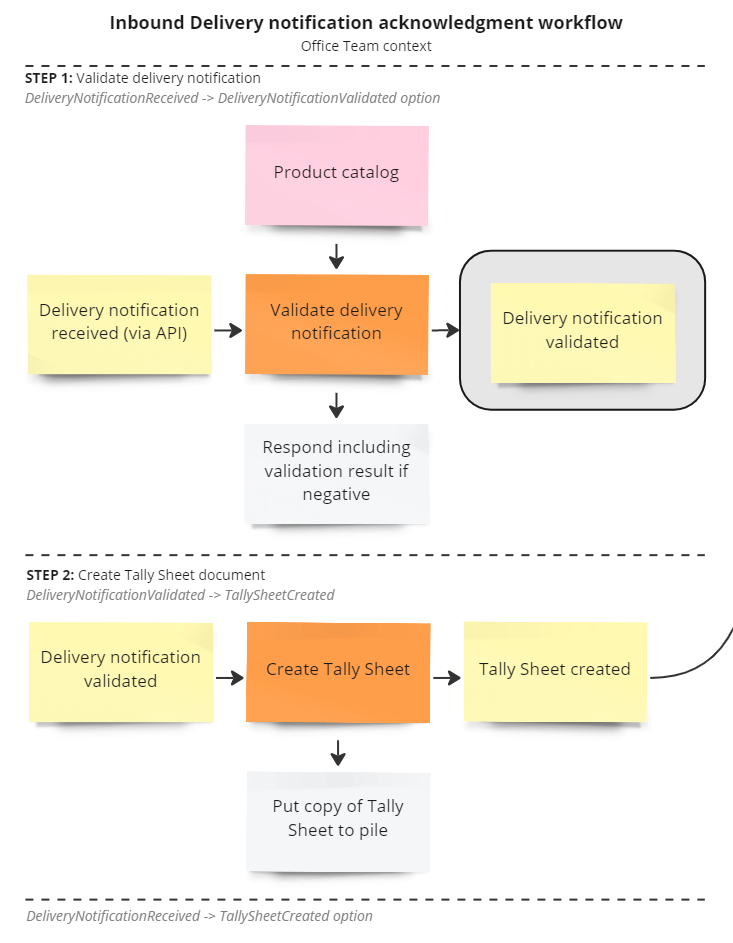 Inbound Delivery notification acknowledgment workflow
Office Team context
STEP 1: Validate delivery notification
DeliveryNotificationReceived -> DeliveryNotificationValidated option
Product catalog
Delivery notification
received (via API)
Validate delivery
notification
Delivery notification
validated
Respond including
validation result if
negative
STEP 2: Create Tally Sheet document
DeliveryNotificationValidated -> TallySheetCreated
Delivery notification
validated
Create Tally Sheet
Tally Sheet created
Put copy of Tally
Sheet to pile
DeliveryNotificationReceived -> TallySheetCreated option